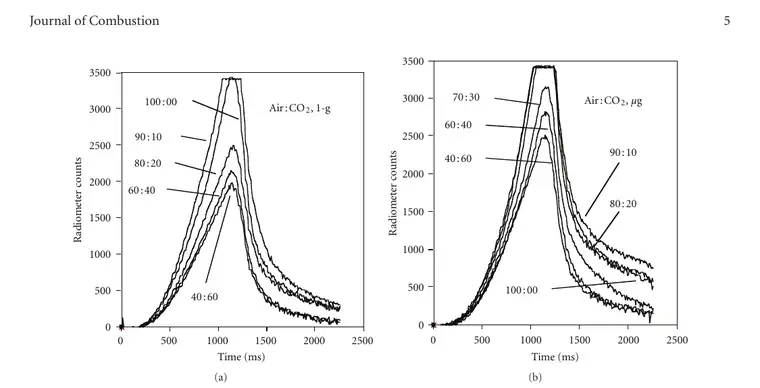 Journal of Combustion 5
3500
3000
2500
2000
1500
1000
500
0
Radiometer counts
100:00
90:10
80:20
60:40
40:60
Air:CO2, 1-g
0 500 1000 1500 2000 2500
Time (ms)
(a)
3500
3000
2500
2000
1500
1000
500
0
Radiometer counts
70:30
60:40
40:60
Air:CO2, μg
90:10
80:20
100:00
0 500 1000 1500 2000 2500
Time (ms)
(b)